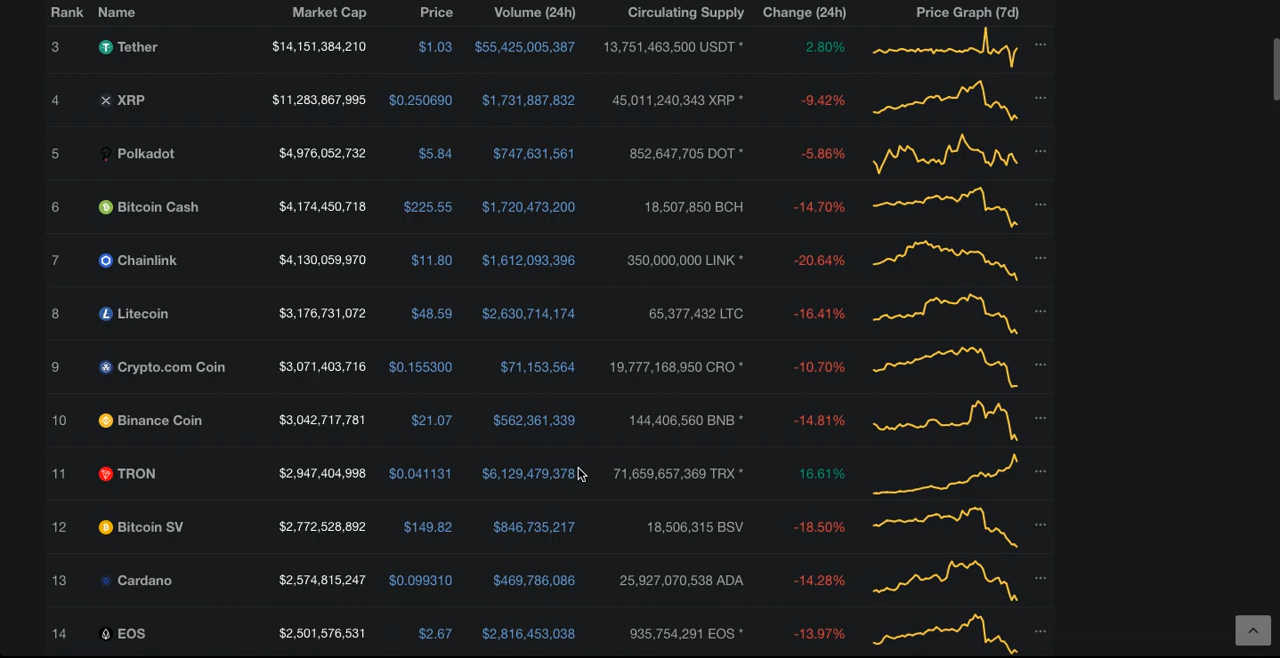 Rank Name Market Cap Price Volume (24h) Circulating Supply Change (24h) Price Graph (7d)
3 Tether $14,151,384,210 $1.03 $55,425,005,387 13,751,463,500 USDT * 2.80%
4 XRP $11,283,867,995 $0.250690 $1,731,887,832 45,011,240,343 XRP * -9.42%
5 Polkadot $4,976,052,732 $5.84 $747,631,561 852,647,705 DOT * -5.86%
6 Bitcoin Cash $4,174,450,718 $225.55 $1,720,473,200 18,507,850 BCH -14.70%
7 Chainlink $4,130,059,970 $11.80 $1,612,093,396 350,000,000 LINK * -20.64%
8 Litecoin $3,176,731,072 $48.59 $2,630,714,174 65,377,432 LTC -16.41%
9 Crypto.com Coin $3,071,403,716 $0.155300 $71,153,564 19,777,168,950 CRO * -10.70%
10 Binance Coin $3,042,717,781 $21.07 $562,361,339 144,406,560 BNB * -14.81%
11 TRON $2,947,404,998 $0.041131 $6,129,479,378 71,659,657,369 TRX * 16.61%
12 Bitcoin SV $2,772,528,892 $149.82 $846,735,217 18,506,315 BSV -18.50%
13 Cardano $2,574,815,247 $0.099310 $469,786,086 25,927,070,538 ADA -14.28%
14 EOS $2,501,576,531 $2.67 $2,816,453,038 935,754,291 EOS * -13.97%